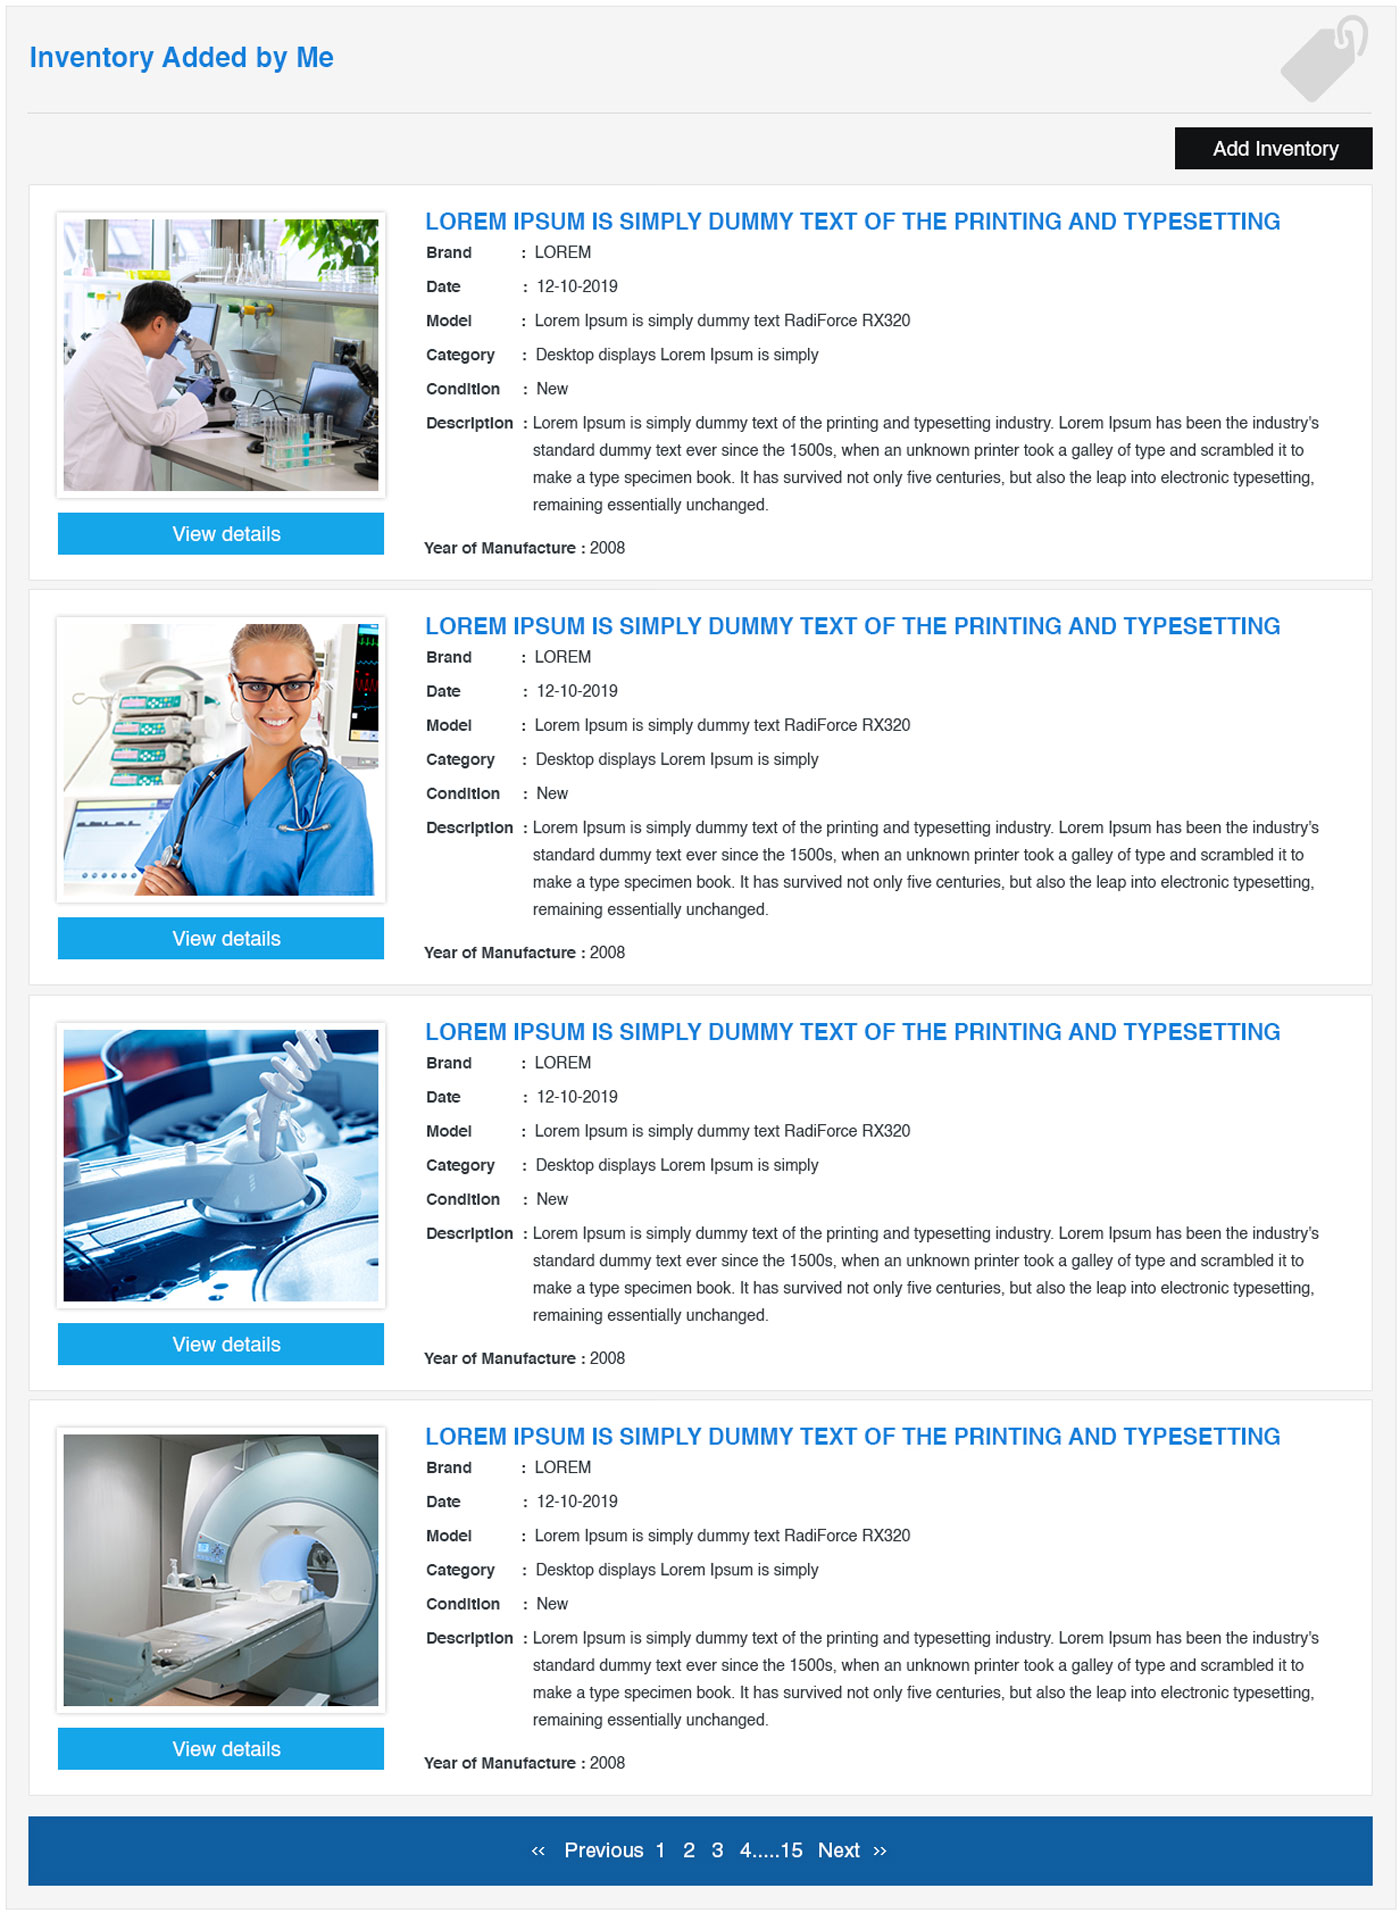 Inventory Added by Me
Add Inventory
LOREM IPSUM IS SIMPLY DUMMY TEXT OF THE PRINTING AND TYPESETTING
Brand : LOREM
Date : 12-10-2019
Model : Lorem Ipsum is simply dummy text RadiForce RX320
Category : Desktop displays Lorem Ipsum is simply
Condition : New
Description : Lorem Ipsum is simply dummy text of the printing and typesetting industry. Lorem Ipsum has been the industry's
standard dummy text ever since the 1500s, when an unknown printer took a galley of type and scrambled it to
make a type specimen book. It has survived not only five centuries, but also the leap into electronic typesetting,
remaining essentially unchanged.
View details
Year of Manufacture : 2008
LOREM IPSUM IS SIMPLY DUMMY TEXT OF THE PRINTING AND TYPESETTING
Brand : LOREM
Date : 12-10-2019
Model : Lorem Ipsum is simply dummy text RadiForce RX320
Category : Desktop displays Lorem Ipsum is simply
Condition : New
Description : Lorem Ipsum is simply dummy text of the printing and typesetting industry. Lorem Ipsum has been the industry's
standard dummy text ever since the 1500s, when an unknown printer took a galley of type and scrambled it to
make a type specimen book. It has survived not only five centuries, but also the leap into electronic typesetting,
remaining essentially unchanged.
View details
Year of Manufacture : 2008
LOREM IPSUM IS SIMPLY DUMMY TEXT OF THE PRINTING AND TYPESETTING
Brand : LOREM
Date : 12-10-2019
Model : Lorem Ipsum is simply dummy text RadiForce RX320
Category : Desktop displays Lorem Ipsum is simply
Condition : New
Description : Lorem Ipsum is simply dummy text of the printing and typesetting industry. Lorem Ipsum has been the industry's
standard dummy text ever since the 1500s, when an unknown printer took a galley of type and scrambled it to
make a type specimen book. It has survived not only five centuries, but also the leap into electronic typesetting,
remaining essentially unchanged.
View details
Year of Manufacture : 2008
LOREM IPSUM IS SIMPLY DUMMY TEXT OF THE PRINTING AND TYPESETTING
Brand : LOREM
Date : 12-10-2019
Model : Lorem Ipsum is simply dummy text RadiForce RX320
Category : Desktop displays Lorem Ipsum is simply
Condition : New
Description : Lorem Ipsum is simply dummy text of the printing and typesetting industry. Lorem Ipsum has been the industry's
standard dummy text ever since the 1500s, when an unknown printer took a galley of type and scrambled it to
make a type specimen book. It has survived not only five centuries, but also the leap into electronic typesetting,
remaining essentially unchanged.
View details
Year of Manufacture : 2008
<< Previous 1 2 3 4.....15 Next >>